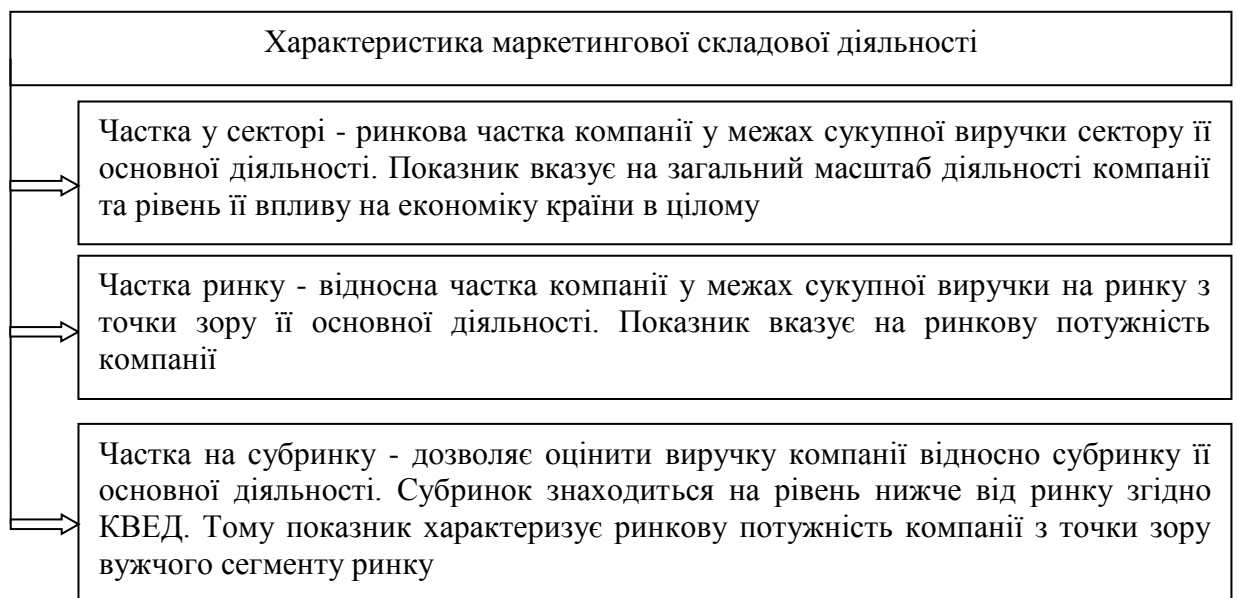 Характеристика маркетингової складової діяльності
Частка у секторі - ринкова частка компанії у межах сукупної виручки сектору її
основної діяльності. Показник вказує на загальний масштаб діяльності компанії
та рівень її впливу на економіку країни в цілому
Частка ринку - відносна частка компанії у межах сукупної виручки на ринку з
точки зору її основної діяльності. Показник вказує на ринкову потужність
компанії
Частка на субринку - дозволяє оцінити виручку компанії відносно субринку її
основної діяльності. Субринок знаходиться на рівень нижче від ринку згідно
КВЕД. Тому показник характеризує ринкову потужність компанії з точки зору
вужчого сегменту ринку